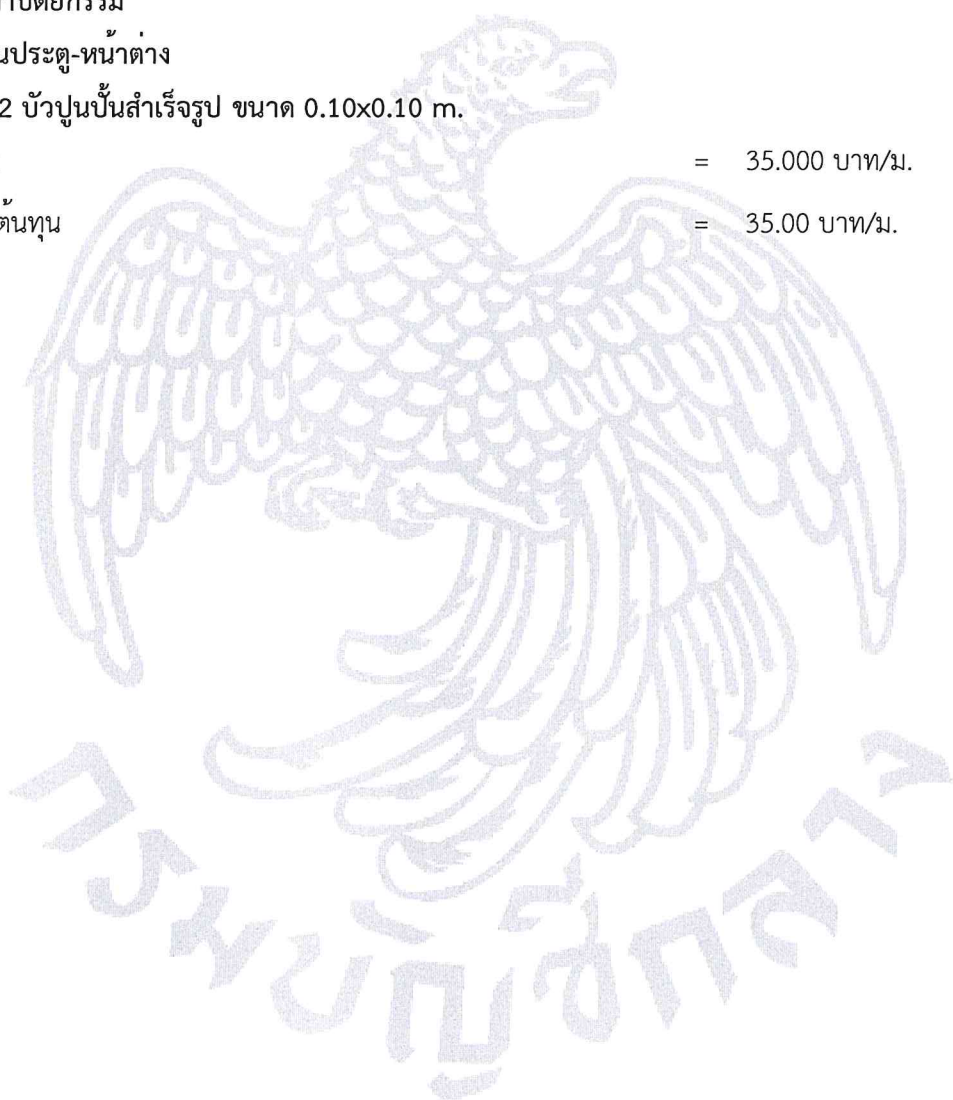 นประตู-หน้าต่าง
2 บัวปูนปั้นสำเร็จรูป ขนาด 0.10x0.10 m.
= 35.000 บาท/ม.
ต้นทุน = 35.00 บาท/ม.
กรมบัญชีกลาง